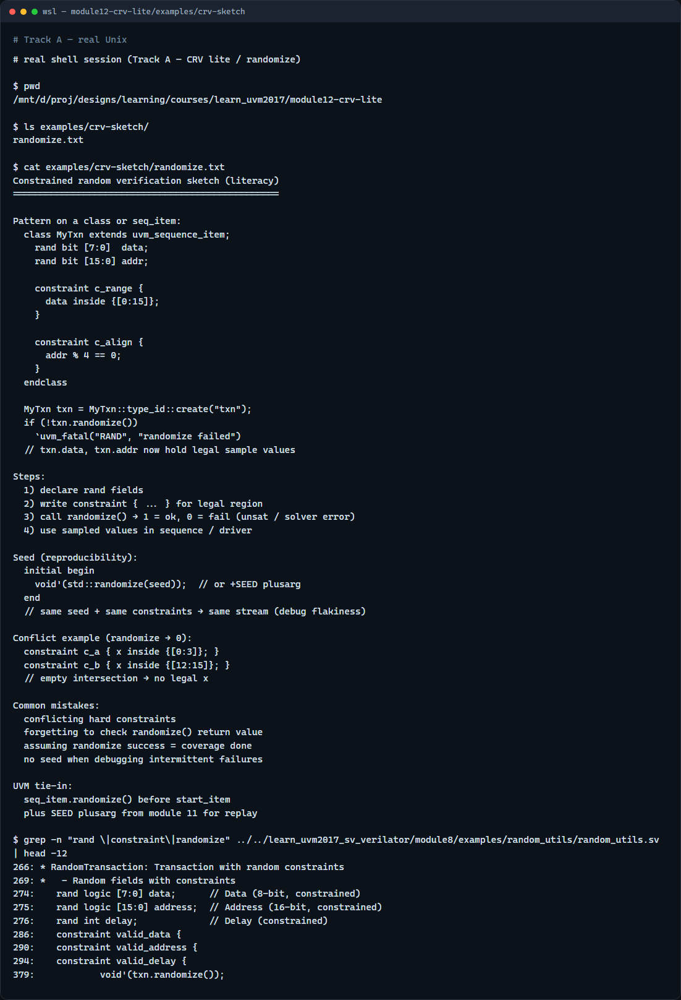 wsl — module12-crv-lite/examples/crv-sketch
# Track A — real Unix
# real shell session (Track A — CRV lite / randomize)
$ pwd
/mnt/d/proj/designs/learning/courses/learn_uvm2017/module12-crv-lite
$ ls examples/crv-sketch/
randomize.txt
$ cat examples/crv-sketch/randomize.txt
Constrained random verification sketch (literacy)
=================================================
Pattern on a class or seq_item:
  class MyTxn extends uvm_sequence_item;
    rand bit [7:0]  data;
    rand bit [15:0] addr;
    constraint c_range {
      data inside {[0:15]};
    }
    constraint c_align {
      addr % 4 == 0;
    }
  endclass
  MyTxn txn = MyTxn::type_id::create("txn");
  if (!txn.randomize())
    `uvm_fatal("RAND", "randomize failed")
  // txn.data, txn.addr now hold legal sample values
Steps:
  1) declare rand fields
  2) write constraint { ... } for legal region
  3) call randomize() → 1 = ok, 0 = fail (unsat / solver error)
  4) use sampled values in sequence / driver
Seed (reproducibility):
  initial begin
    void'(std::randomize(seed));  // or +SEED plusarg
  end
  // same seed + same constraints → same stream (debug flakiness)
Conflict example (randomize → 0):
  constraint c_a { x inside {[0:3]}; }
  constraint c_b { x inside {[12:15]}; }
  // empty intersection → no legal x
Common mistakes:
  conflicting hard constraints
  forgetting to check randomize() return value
  assuming randomize success = coverage done
  no seed when debugging intermittent failures
UVM tie-in:
  seq_item.randomize() before start_item
  plus SEED plusarg from module 11 for replay
$ grep -n "rand \|constraint\|randomize" ../../learn_uvm2017_sv_verilator/module8/examples/random_utils/random_utils.sv
| head -12
266: * RandomTransaction: Transaction with random constraints
269: *   - Random fields with constraints
274:    rand logic [7:0] data;      // Data (8-bit, constrained)
275:    rand logic [15:0] address;  // Address (16-bit, constrained)
276:    rand int delay;             // Delay (constrained)
286:    constraint valid_data {
290:    constraint valid_address {
294:    constraint valid_delay {
379:            void'(txn.randomize());